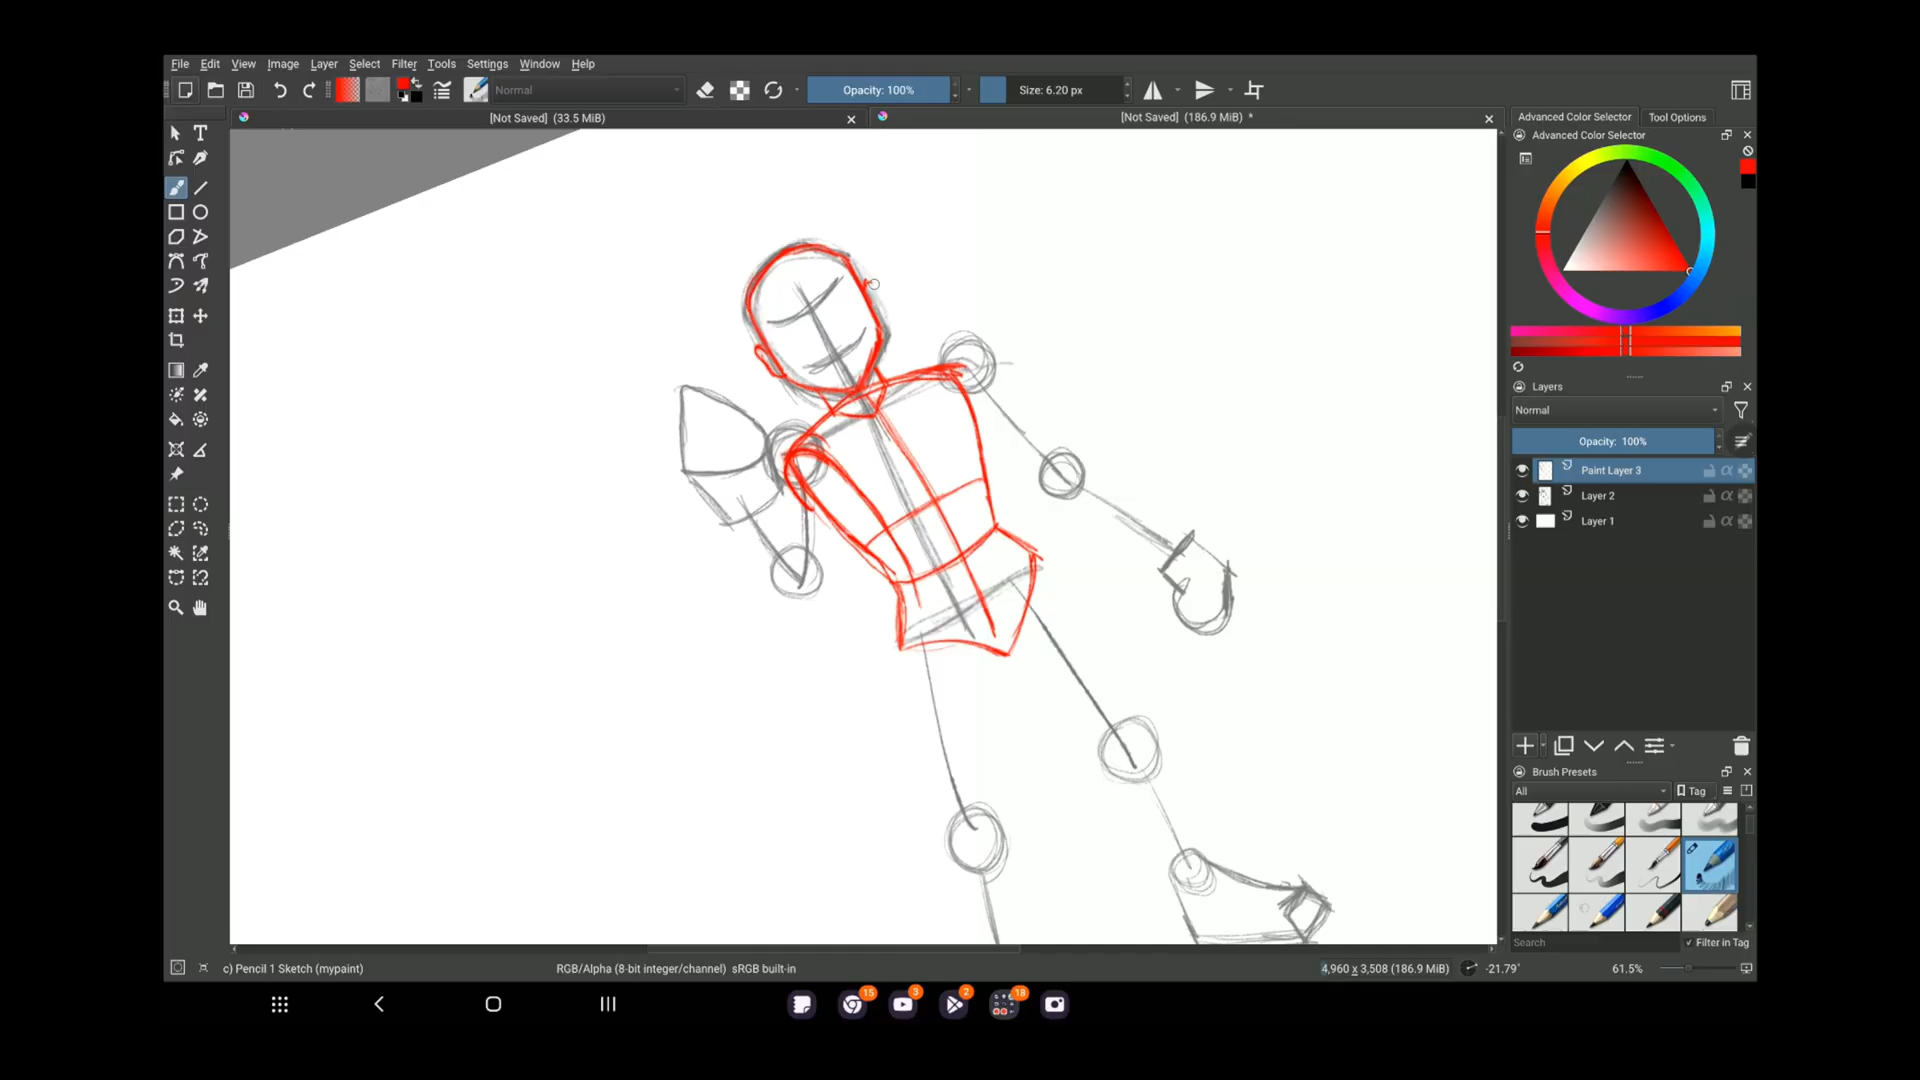 File Edit View Image Layer Select Filter Tools Settings Window Help
Normal
Opacity: 100%
Size: 6.20 px
[Not Saved] (33.5 MiB)
[Not Saved] (186.9 MiB) *
Advanced Color Selector
Tool Options
Advanced Color Selector
Layers
Normal
Opacity: 100%
Paint Layer 3
Layer 2
Layer 1
Brush Presets
All
Tag
Search
Filter in Tag
c) Pencil 1 Sketch (mypaint)
RGB/Alpha (8-bit integer/channel) sRGB built-in
4,960 x 3,508 (186.9 MiB)
-21.79°
61.5%
15
3
2
18